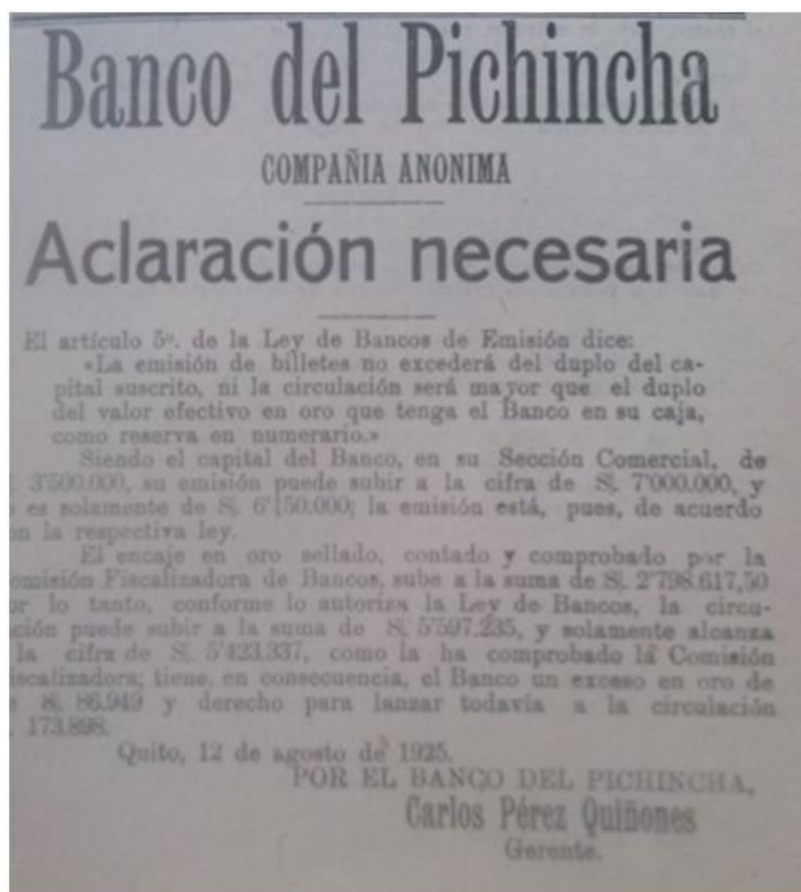 Banco del Pichincha
COMPAÑIA ANONIMA
Aclaración necesaria
El artículo 5º. de la Ley de Bancos de Emisión dice:
«La emisión de billetes no excederá del duplo del ca-
pital suscrito, ni la circulación será mayor que el duplo
del valor efectivo en oro que tenga el Banco en su caja,
como reserva en numerario.»
Siendo el capital del Banco, en su Sección Comercial, de
. 3'500.000, su emisión puede subir a la cifra de S/. 7'000.000, y
es solamente de S/. 6'150.000; la emisión está, pues, de acuerdo
on la respectiva ley.
El encaje en oro sellado, contado y comprobado por la
omisión Fiscalizadora de Bancos, sube a la suma de S/. 2'798.617,50
or lo tanto, conforme lo autoriza la Ley de Bancos, la circu-
ción puede subir a la suma de S/. 5'597.235, y solamente alcanza
la cifra de S/. 5'423.337, como la ha comprobado la Comisión
iscalizadora; tiene, en consecuencia, el Banco un exceso en oro de
S/. 86.949 y derecho para lanzar todavía a la circulación
. 173.898.
Quito, 12 de agosto de 1925.
POR EL BANCO DEL PICHINCHA,
Carlos Pérez Quiñones
Gerente.